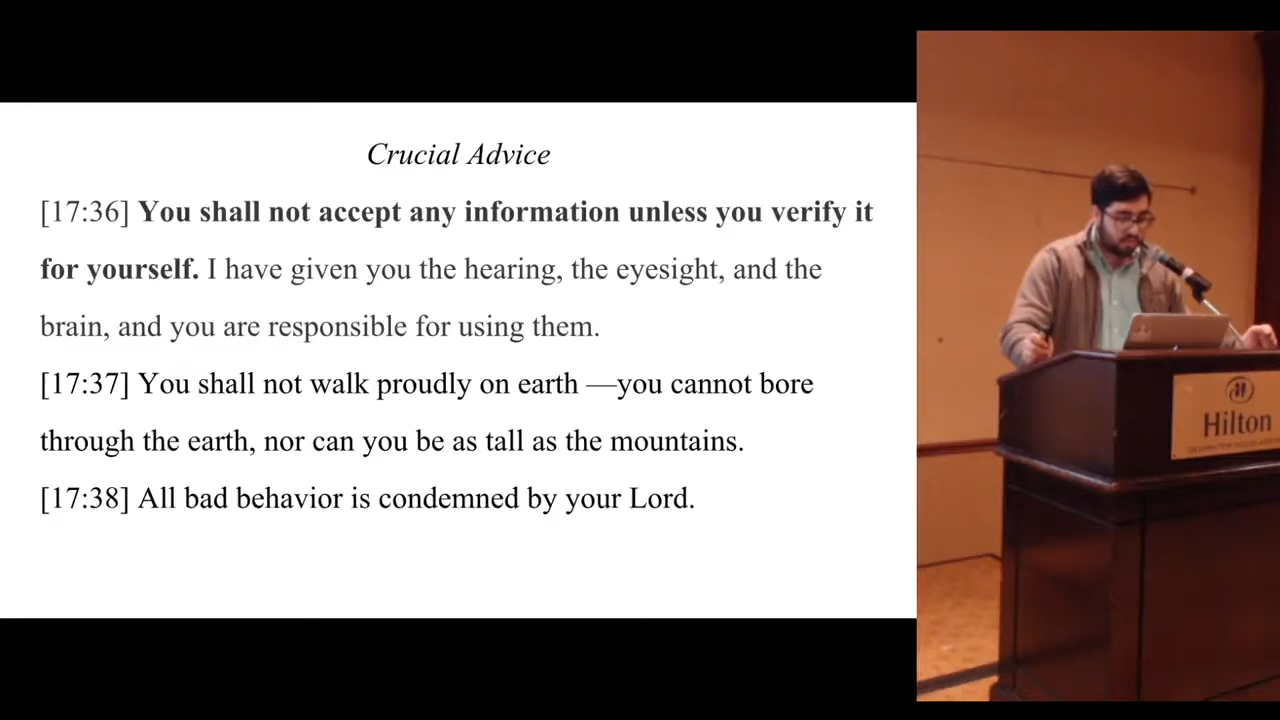 Crucial Advice
[17:36] You shall not accept any information unless you verify it
for yourself. I have given you the hearing, the eyesight, and the
brain, and you are responsible for using them.
[17:37] You shall not walk proudly on earth —you cannot bore
through the earth, nor can you be as tall as the mountains.
[17:38] All bad behavior is condemned by your Lord.
Hilton